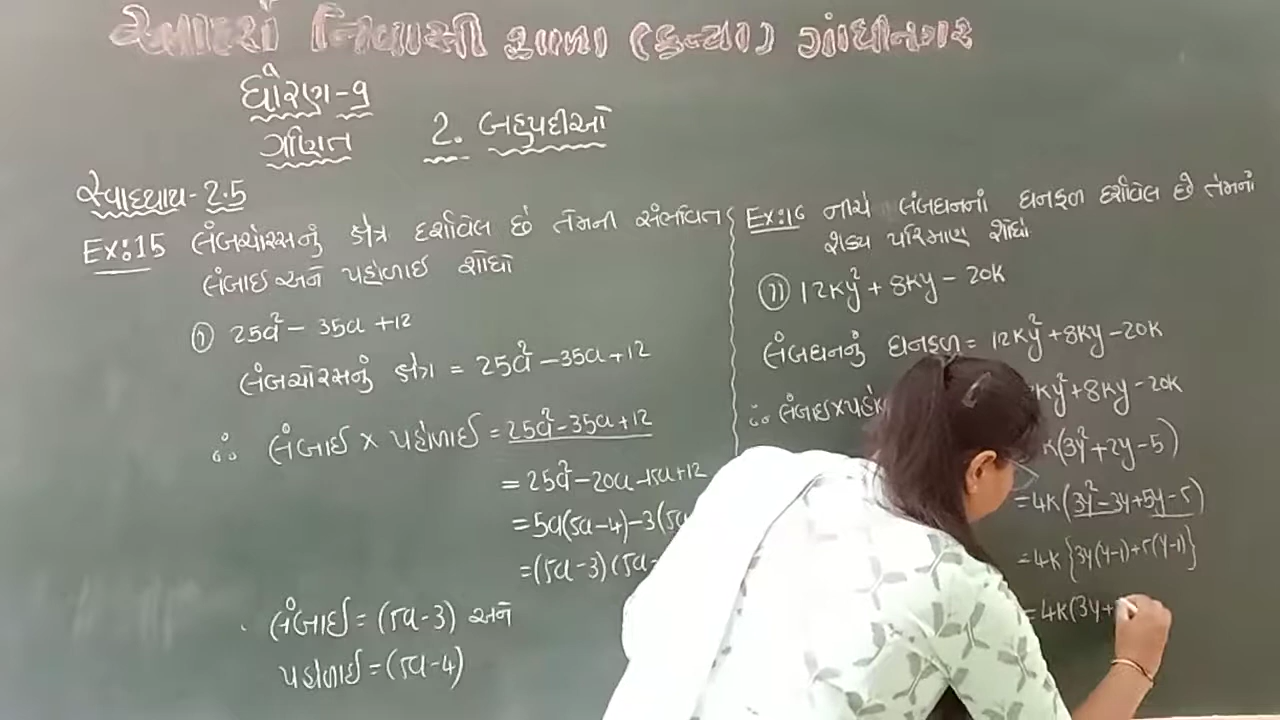 આદર્શ નિવાસી શાળા (કન્યા) ગાંધીનગર
ધોરણ-૯
ગણિત
2. બહુપદીઓ
સ્વાધ્યાય-2.5
Ex:15 લંબચોરસનું ક્ષેત્ર દર્શાવેલ છે તેમની સંભવિત
લંબાઈ અને પહોળાઈ શોધો
① 25a² - 35a + 12
લંબચોરસનું ક્ષેત્ર = 25a² - 35a + 12
∴ લંબાઈ × પહોળાઈ = 25a² - 35a + 12
= 25a² - 20a - 15a + 12
= 5a(5a - 4) - 3(5a
= (5a - 3) (5a -
લંબાઈ = (5a - 3) અને
પહોળાઈ = (5a - 4)
Ex:16 નીચે લંબઘનનાં ઘનફળ દર્શાવેલ છે તેમનાં
શક્ય પરિમાણ શોધો
12ky² + 8ky - 20k
લંબઘનનું ઘનફળ = 12ky² + 8ky - 20k
∴ લંબાઈ × પહો
ky² + 8ky - 20k
k(3y² + 2y - 5)
= 4k(3y² - 3y + 5y - 5)
= 4k{3y(y-1) + 5(y-1)}
= 4k(3y +